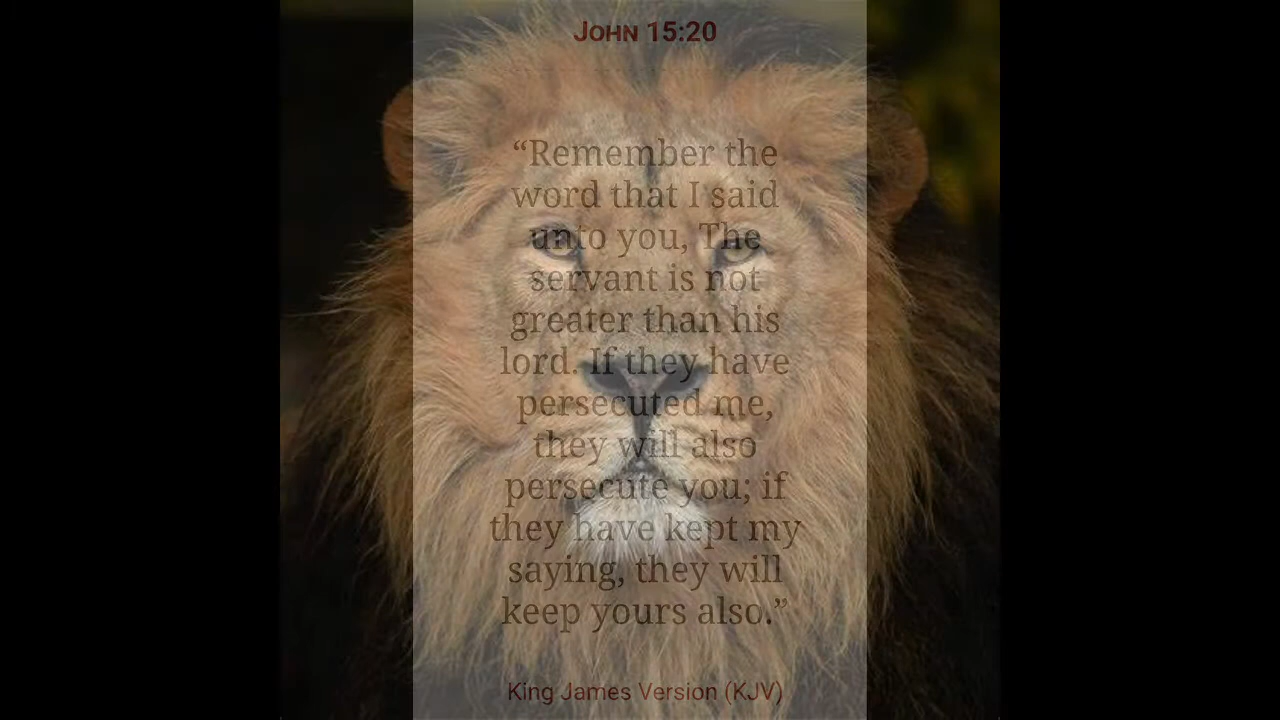 John 15:20
“Remember the
word that I said
unto you, The
servant is not
greater than his
lord. If they have
persecuted me,
they will also
persecute you; if
they have kept my
saying, they will
keep yours also.”
King James Version (KJV)